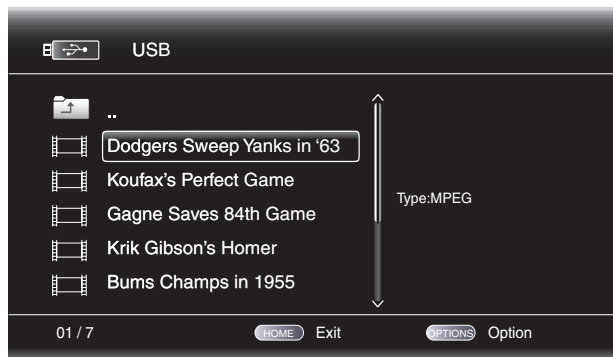 USB
..
Dodgers Sweep Yanks in ‘63
Koufax's Perfect Game
Gagne Saves 84th Game
Krik Gibson's Homer
Bums Champs in 1955
Type:MPEG
01 / 7 HOME Exit OPTIONS Option